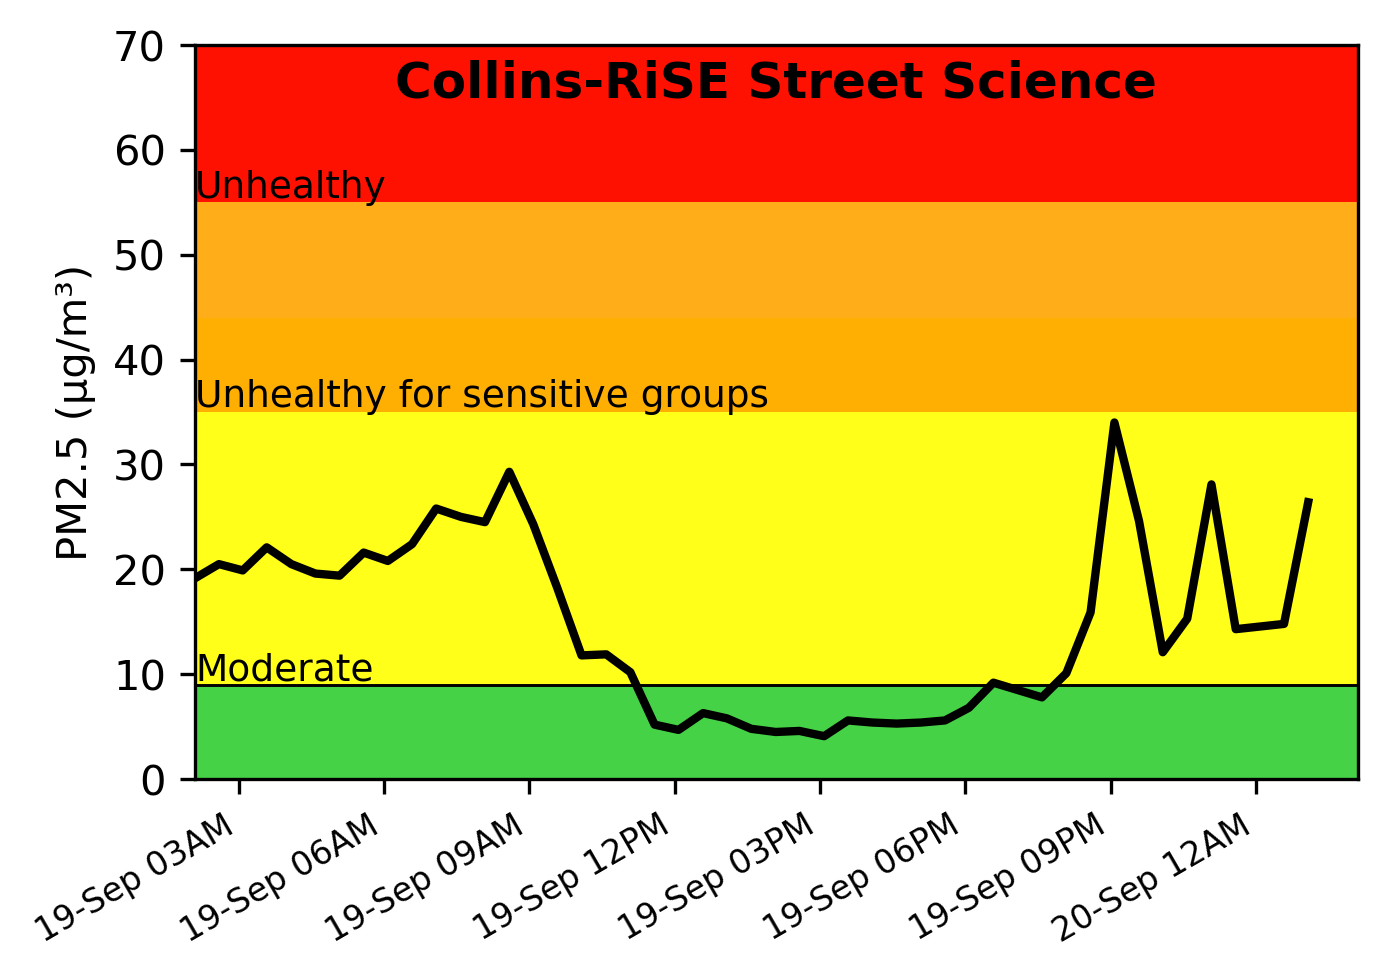 Collins-RiSE Street Science
PM2.5 (µg/m³)
70
60
50
40
30
20
10
0
Unhealthy
Unhealthy for sensitive groups
Moderate
19-Sep 03AM
19-Sep 06AM
19-Sep 09AM
19-Sep 12PM
19-Sep 03PM
19-Sep 06PM
19-Sep 09PM
20-Sep 12AM